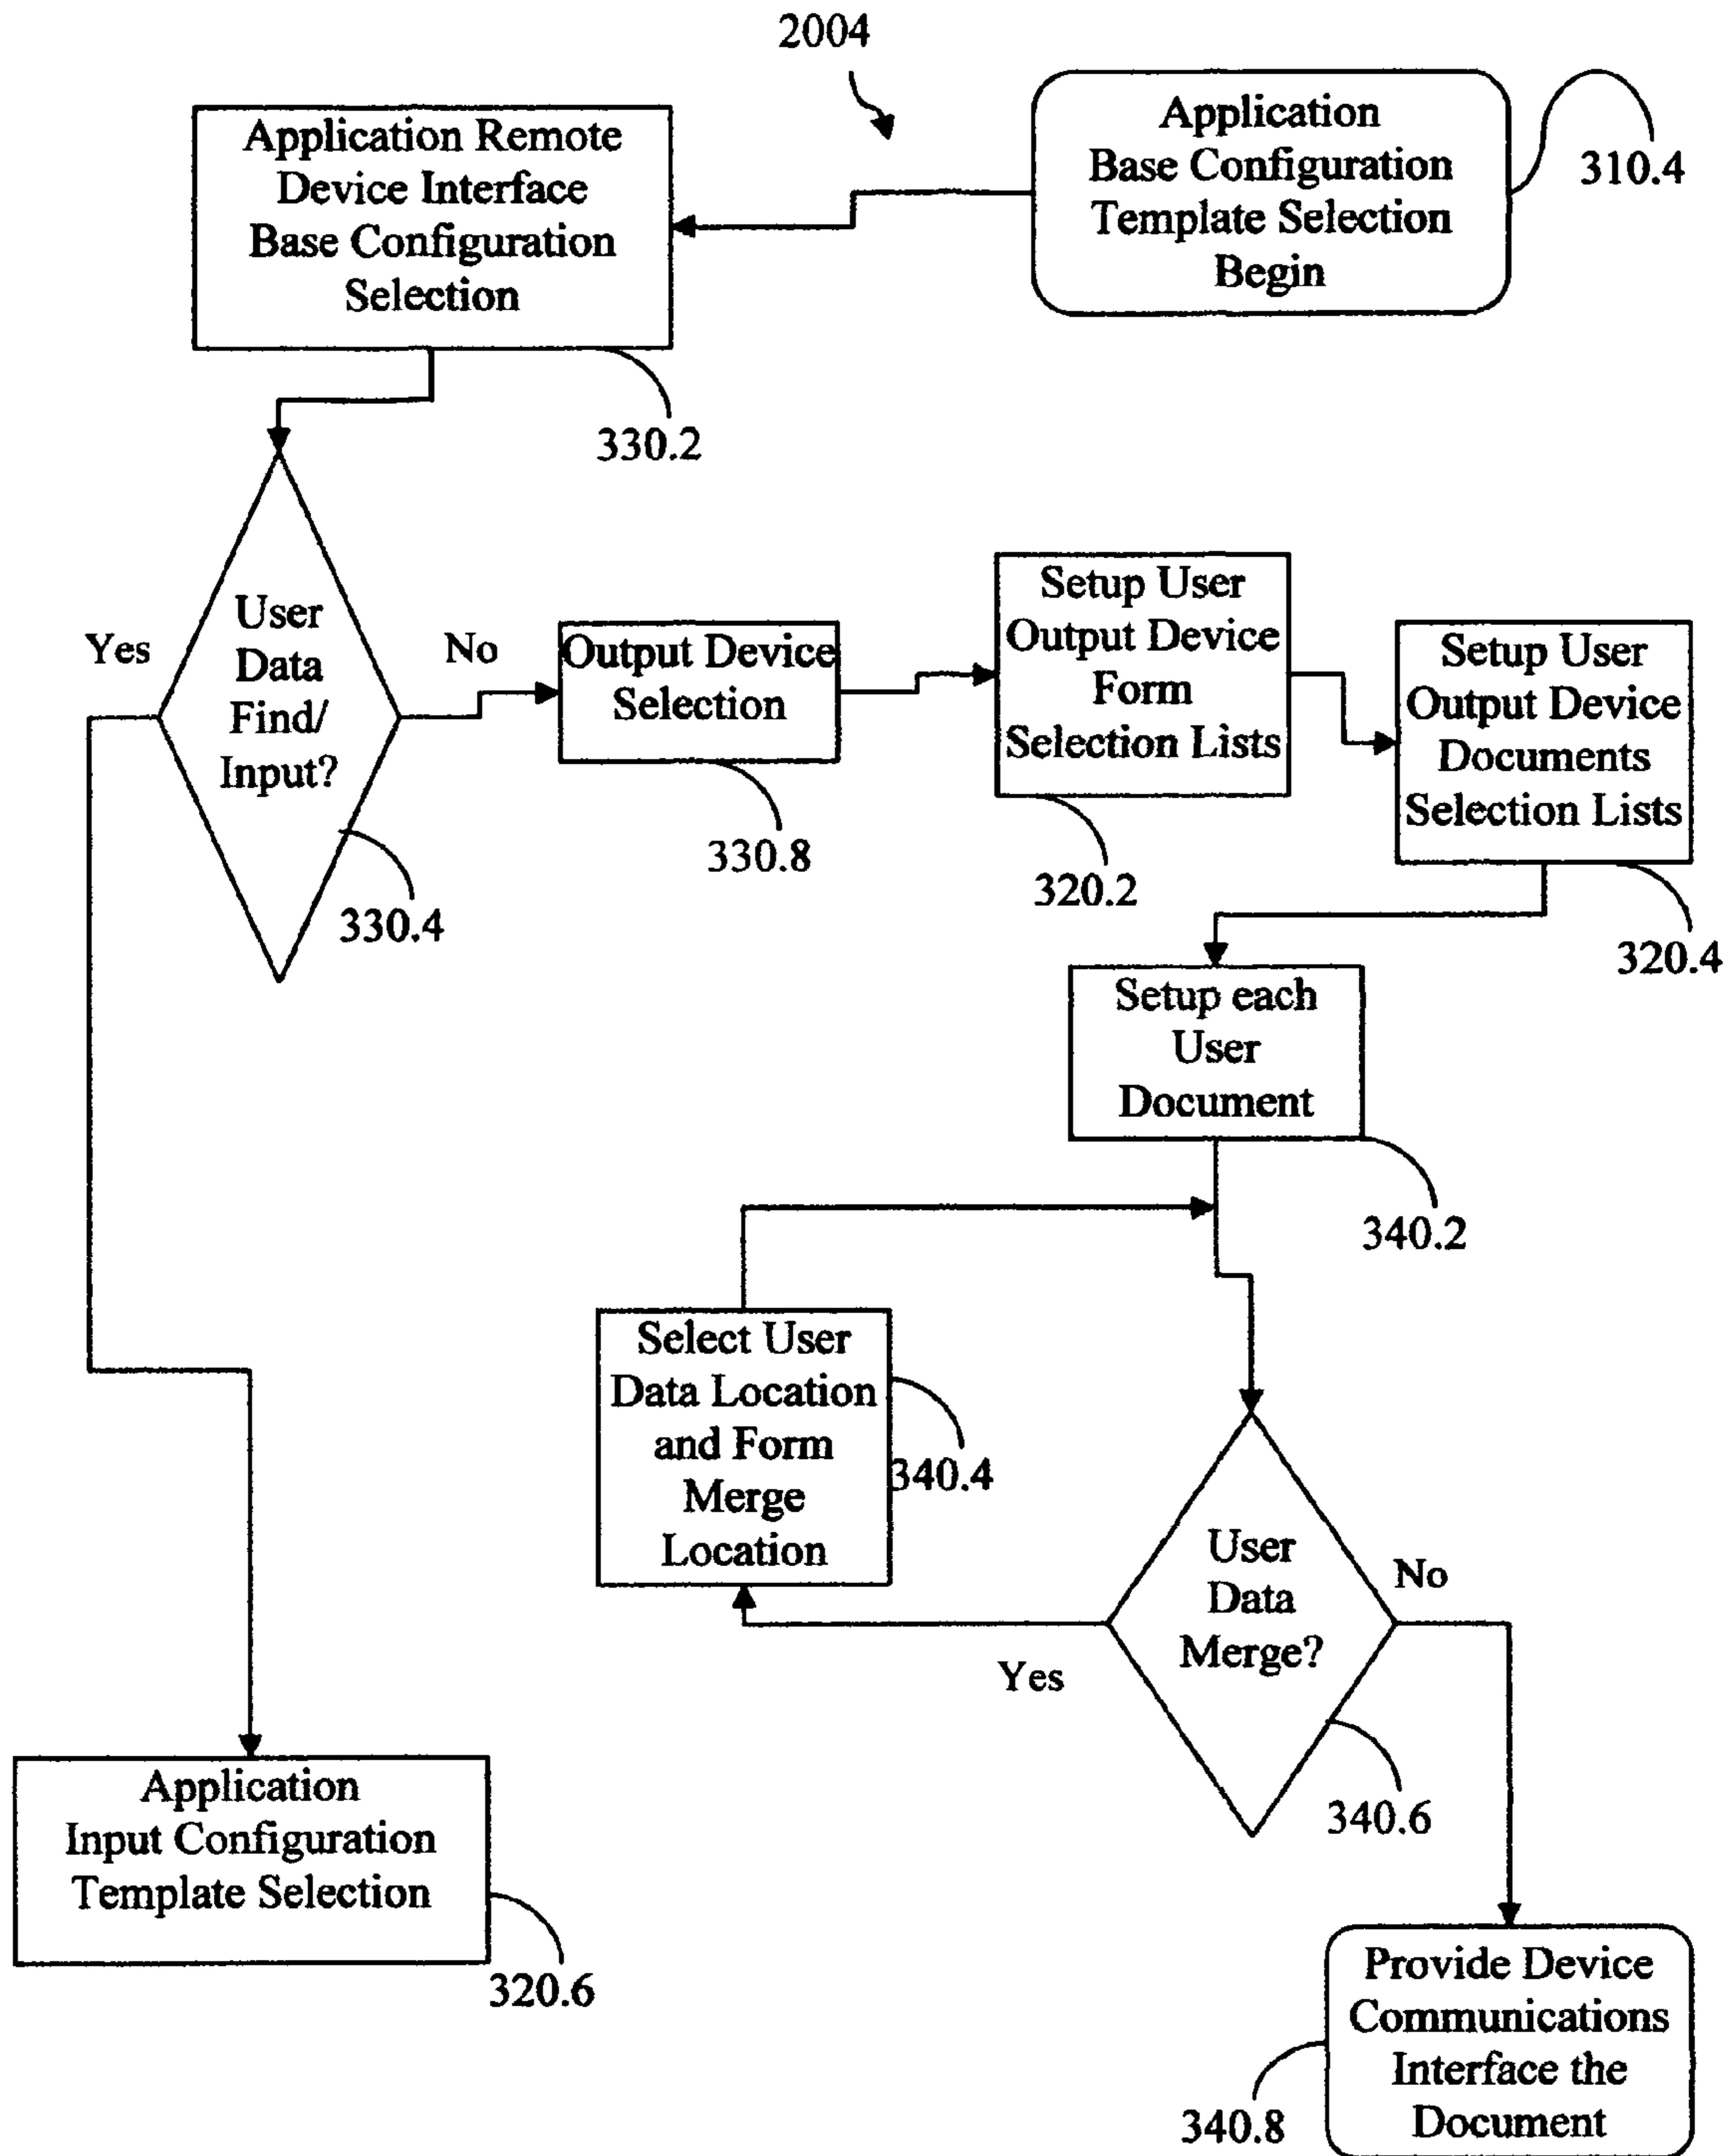 2004
Application
Base Configuration
Template Selection
Begin
310.4
Application Remote
Device Interface
Base Configuration
Selection
330.2
User
Data
Find/
Input?
Yes
No
330.4
Output Device
Selection
330.8
Setup User
Output Device
Form
Selection Lists
320.2
Setup User
Output Device
Documents
Selection Lists
320.4
Setup each
User
Document
340.2
Select User
Data Location
and Form
Merge
Location
340.4
User
Data
Merge?
Yes
No
340.6
Application
Input Configuration
Template Selection
320.6
Provide Device
Communications
Interface the
Document
340.8